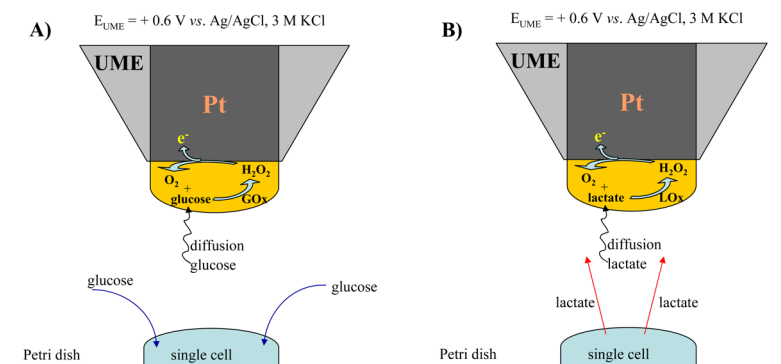 A)
E_UME = + 0.6 V vs. Ag/AgCl, 3 M KCl
UME
Pt
e-
O2
H2O2
+
glucose
GOx
diffusion
glucose
glucose
glucose
Petri dish
single cell
B)
E_UME = + 0.6 V vs. Ag/AgCl, 3 M KCl
UME
Pt
e-
O2
H2O2
+
lactate
LOx
diffusion
lactate
lactate
lactate
Petri dish
single cell